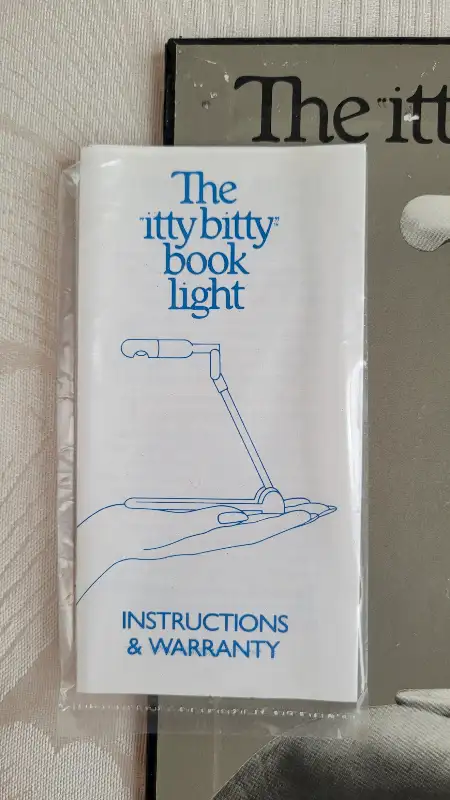 The "itt
The
"itty bitty"
book
light
INSTRUCTIONS
& WARRANTY